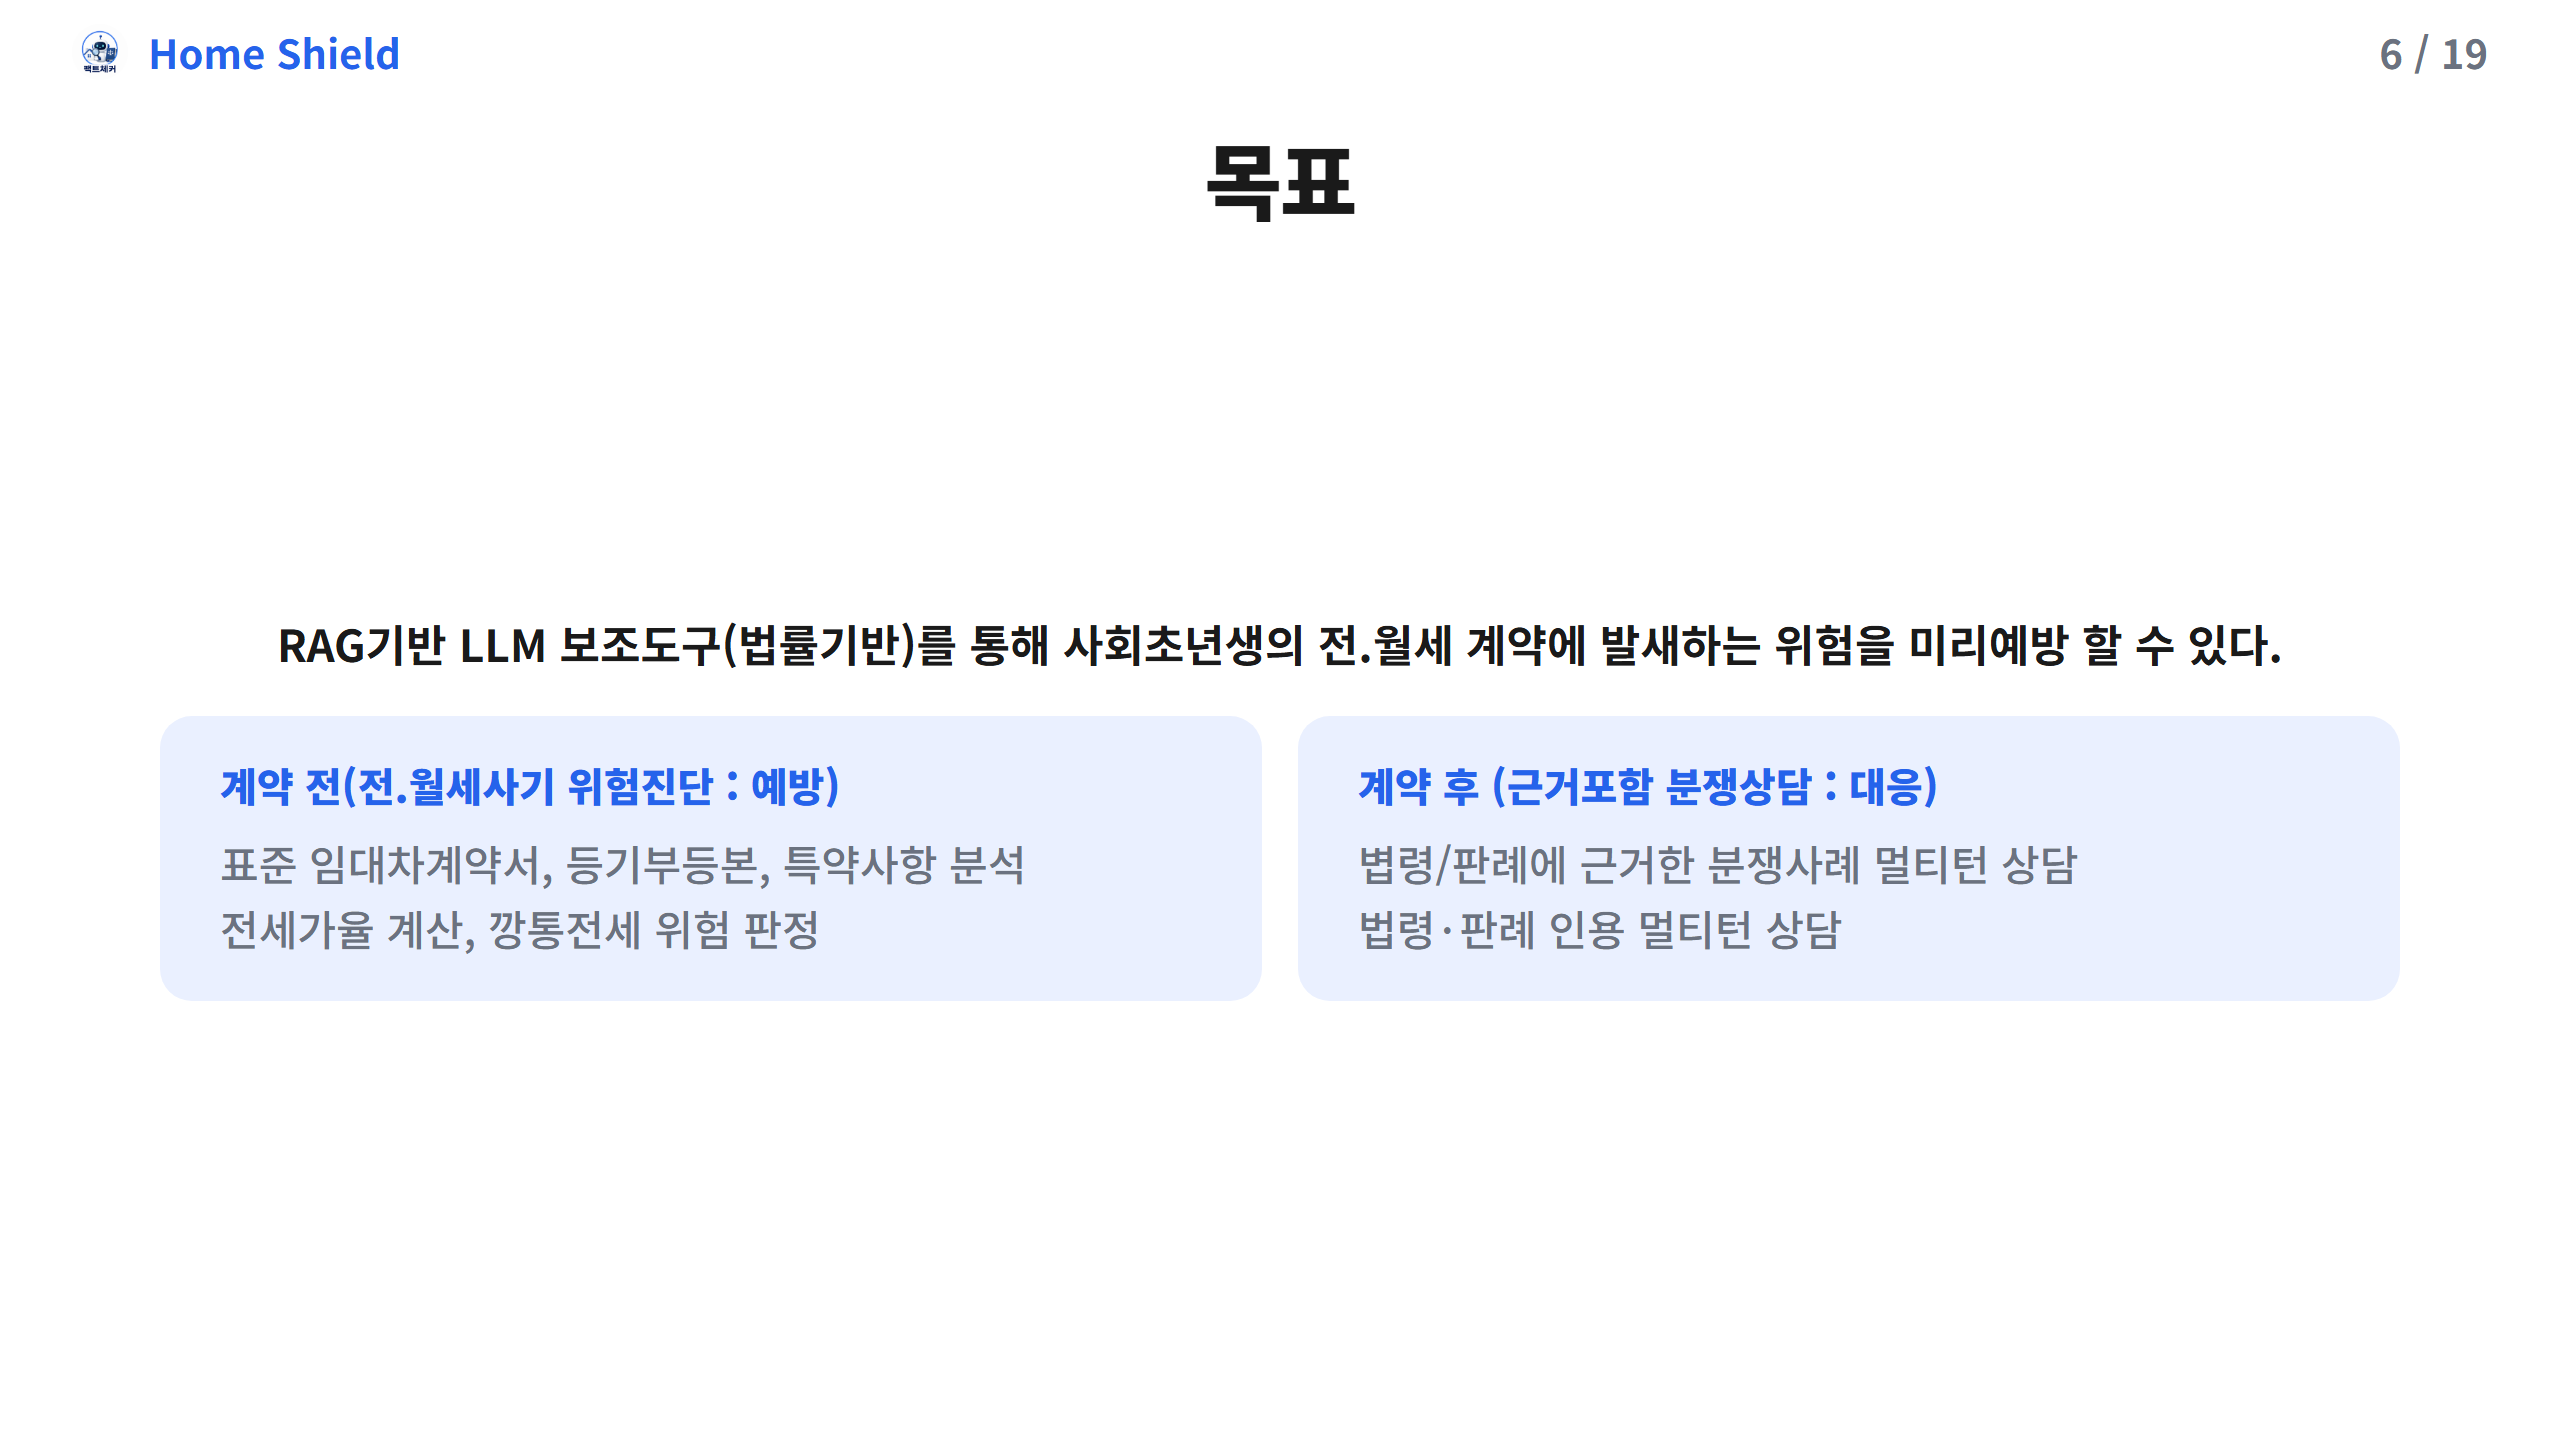 팩트체커
Home Shield
6 / 19
목표
RAG기반 LLM 보조도구(법률기반)를 통해 사회초년생의 전.월세 계약에 발새하는 위험을 미리예방 할 수 있다.
계약 전(전.월세사기 위험진단 : 예방)
표준 임대차계약서, 등기부등본, 특약사항 분석
전세가율 계산, 깡통전세 위험 판정
계약 후 (근거포함 분쟁상담 : 대응)
볍령/판례에 근거한 분쟁사례 멀티턴 상담
법령·판례 인용 멀티턴 상담